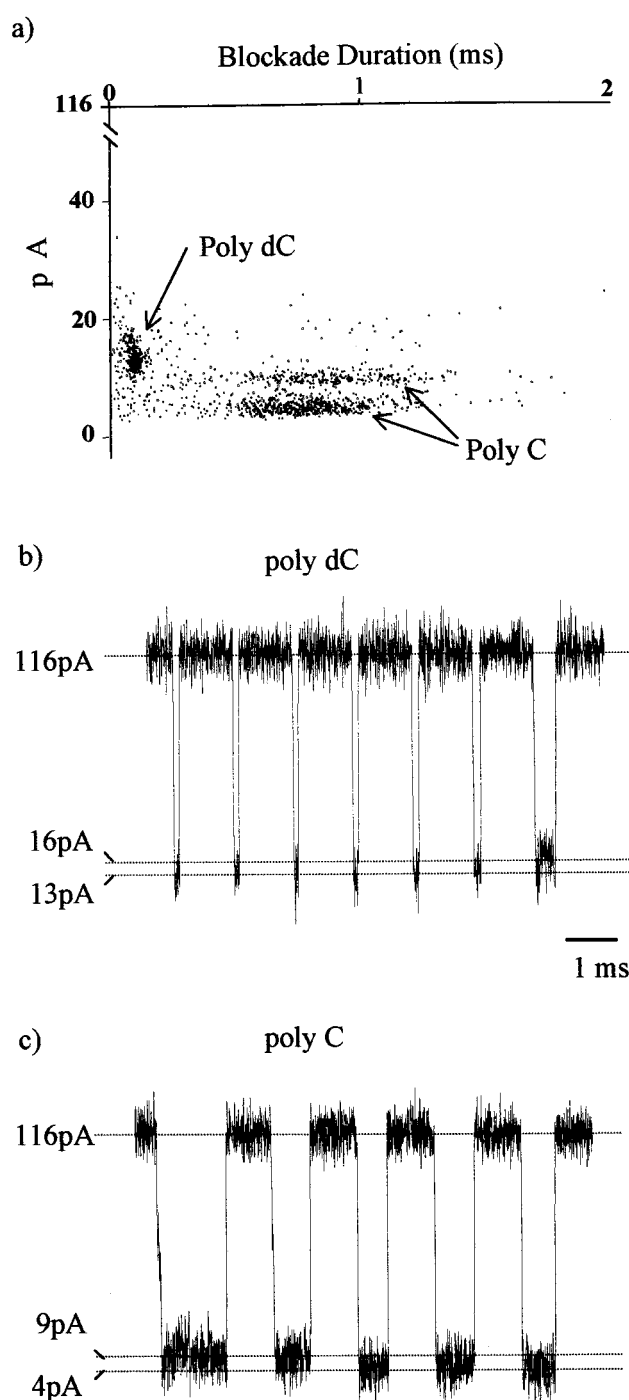 a)
Blockade Duration (ms)
0 1 2
116
40
20
0
p A
Poly dC
Poly C
b)
poly dC
116pA
16pA
13pA
1 ms
c)
poly C
116pA
9pA
4pA